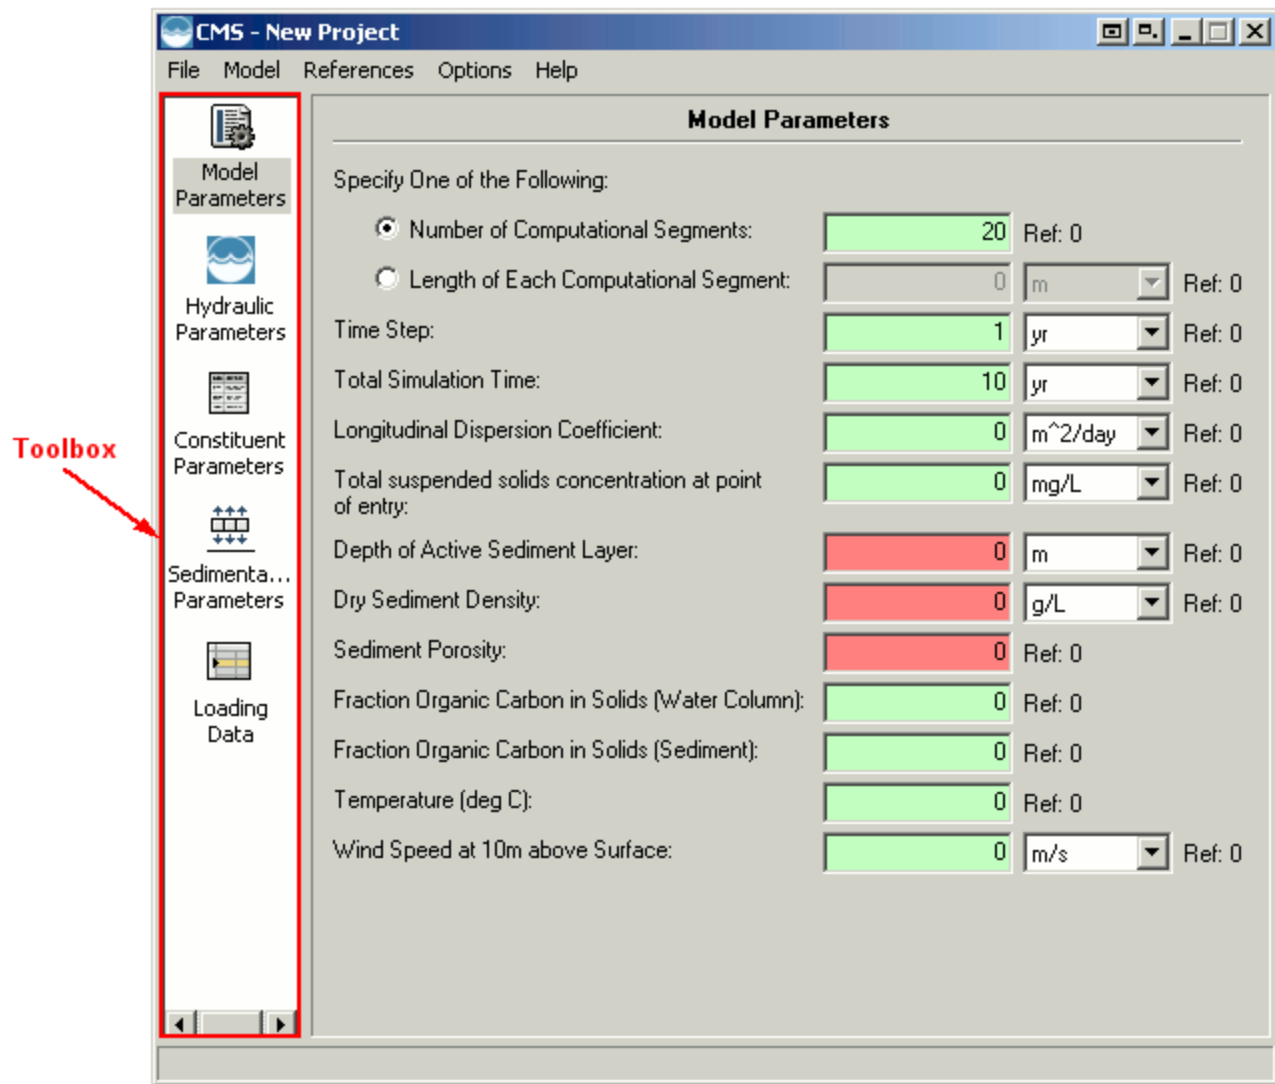 CMS - New Project
File Model References Options Help
Toolbox
Model
Parameters
Hydraulic
Parameters
Constituent
Parameters
Sedimenta...
Parameters
Loading
Data
Model Parameters
Specify One of the Following:
Number of Computational Segments: 20 Ref: 0
Length of Each Computational Segment: 0 m Ref: 0
Time Step: 1 yr Ref: 0
Total Simulation Time: 10 yr Ref: 0
Longitudinal Dispersion Coefficient: 0 m^2/day Ref: 0
Total suspended solids concentration at point
of entry: 0 mg/L Ref: 0
Depth of Active Sediment Layer: 0 m Ref: 0
Dry Sediment Density: 0 g/L Ref: 0
Sediment Porosity: 0 Ref: 0
Fraction Organic Carbon in Solids (Water Column): 0 Ref: 0
Fraction Organic Carbon in Solids (Sediment): 0 Ref: 0
Temperature (deg C): 0 Ref: 0
Wind Speed at 10m above Surface: 0 m/s Ref: 0